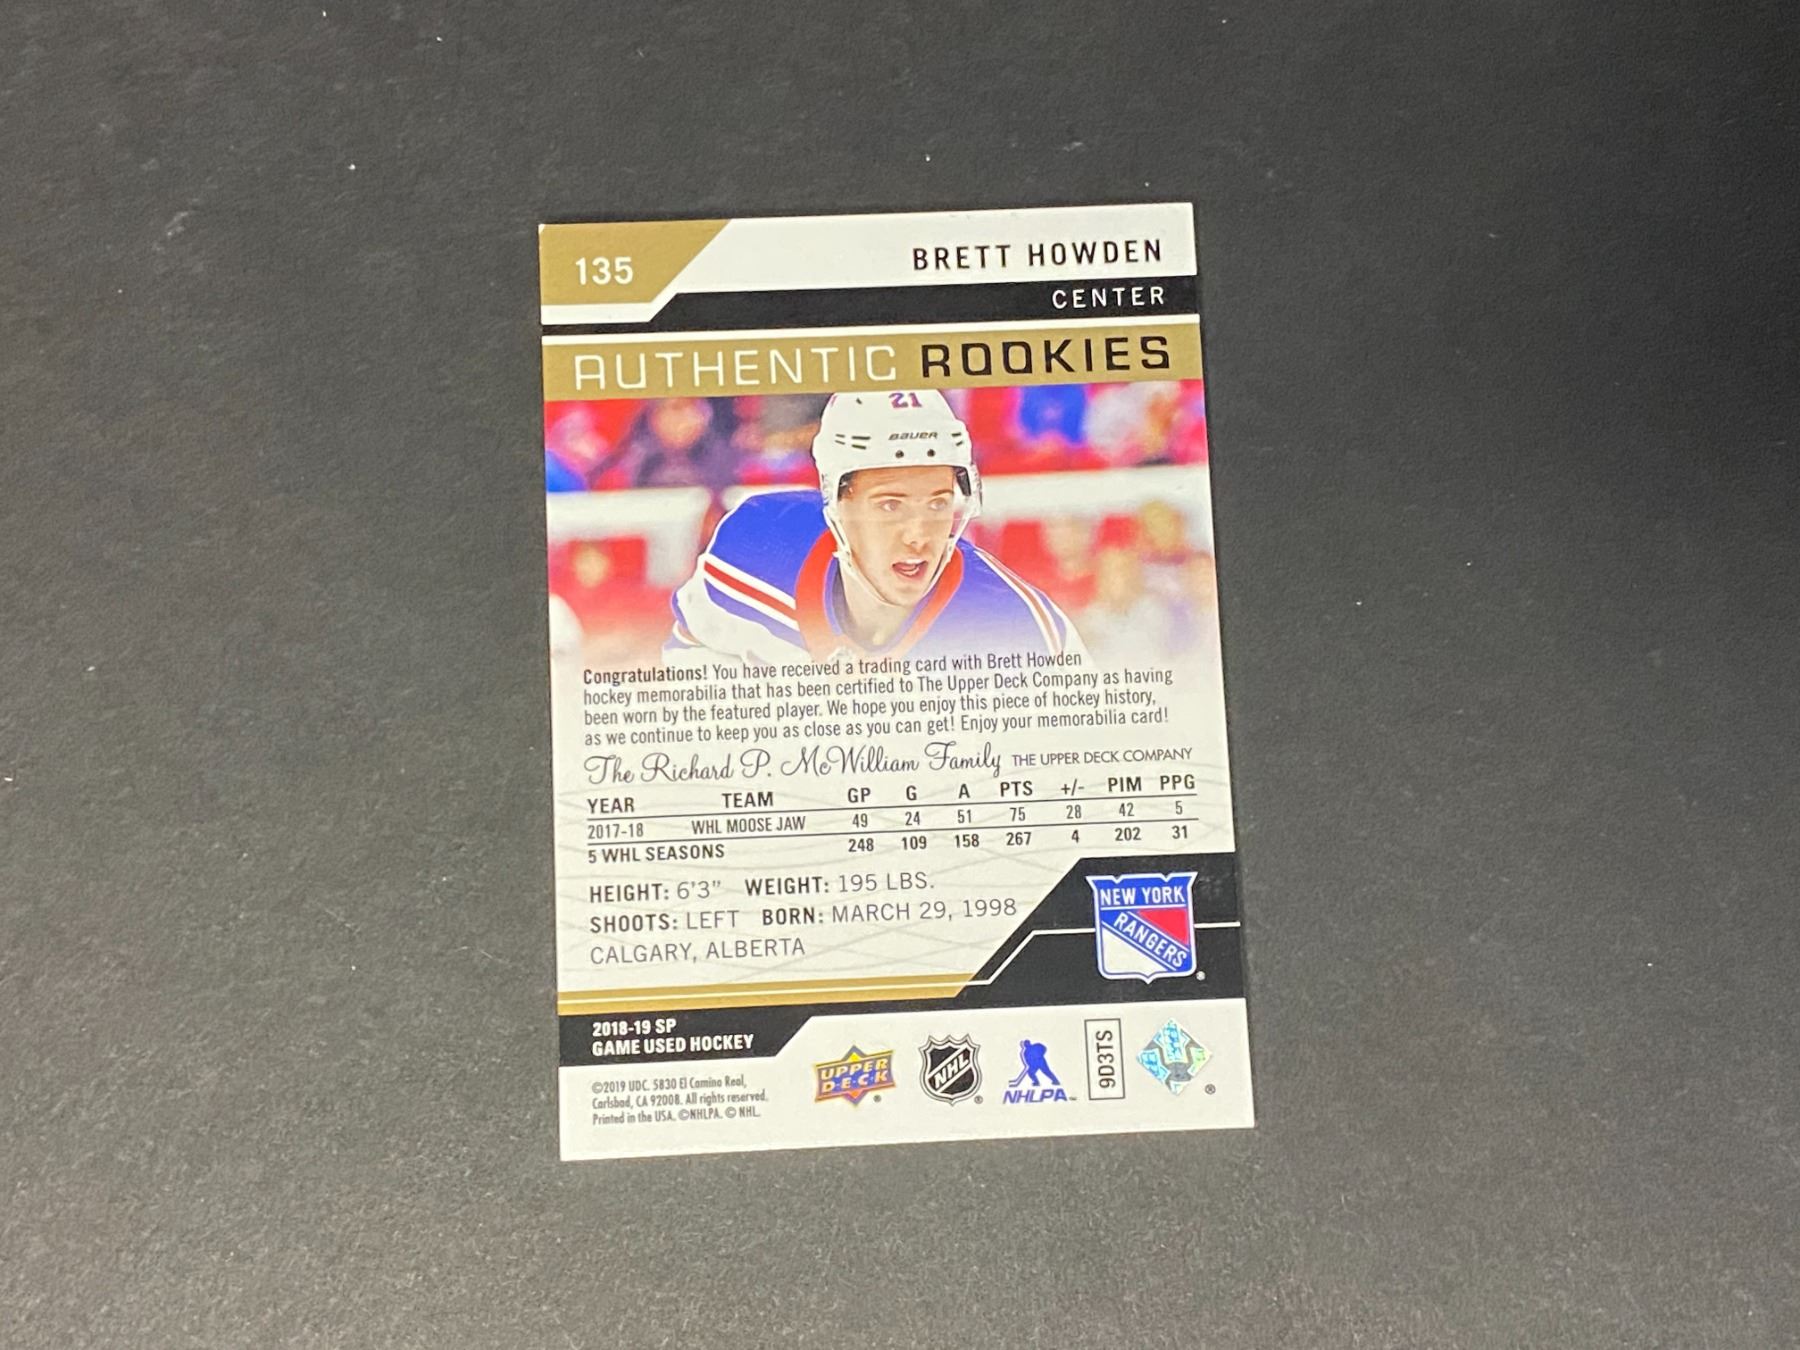 135
BRETT HOWDEN
CENTER
AUTHENTIC ROOKIES
21
BAUER
Congratulations! You have received a trading card with Brett Howden
hockey memorabilia that has been certified to The Upper Deck Company as having
been worn by the featured player. We hope you enjoy this piece of hockey history,
as we continue to keep you as close as you can get! Enjoy your memorabilia card!
The Richard P. McWilliam Family THE UPPER DECK COMPANY
YEAR TEAM GP G A PTS +/- PIM PPG
2017-18 WHL MOOSE JAW 49 24 51 75 28 42 5
5 WHL SEASONS 248 109 158 267 4 202 31
HEIGHT: 6'3" WEIGHT: 195 LBS.
SHOOTS: LEFT BORN: MARCH 29, 1998
CALGARY, ALBERTA
NEW YORK
RANGERS
®
2018-19 SP
GAME USED HOCKEY
©2019 UDC. 5830 El Camino Real,
Carlsbad, CA 92008. All rights reserved.
Printed in the USA. ©NHLPA. © NHL.
UPPER
D·E·C·K
®
NHL
®
NHLPA™
9D3TS
®